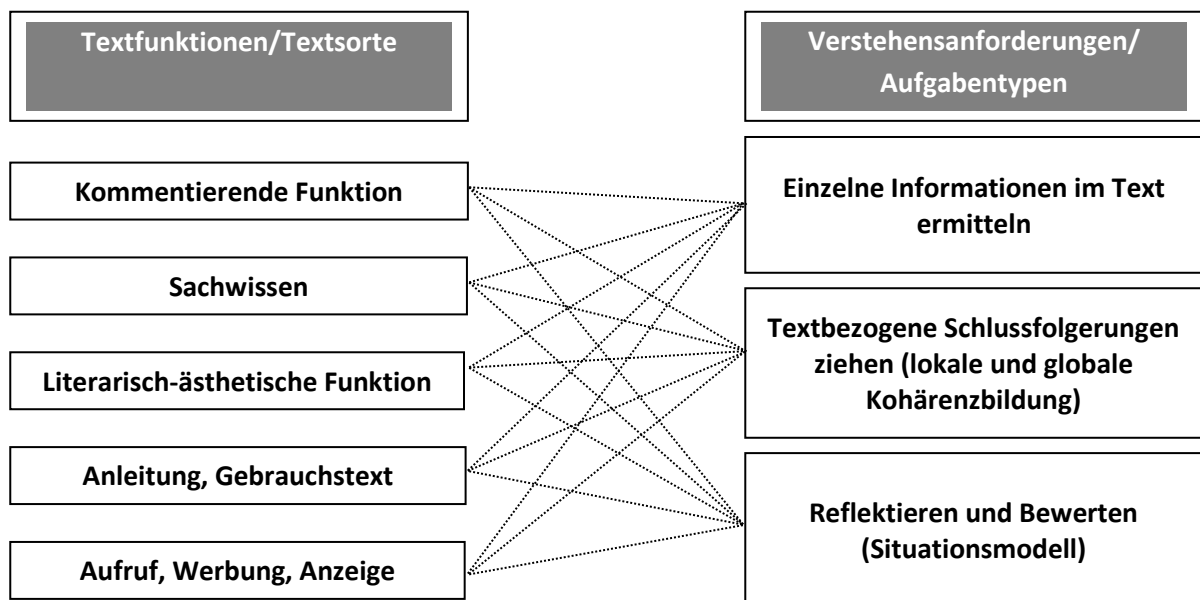 Textfunktionen/Textsorte
Verstehensanforderungen/
Aufgabentypen
Kommentierende Funktion
Sachwissen
Literarisch-ästhetische Funktion
Anleitung, Gebrauchstext
Aufruf, Werbung, Anzeige
Einzelne Informationen im Text
ermitteln
Textbezogene Schlussfolgerungen
ziehen (lokale und globale
Kohärenzbildung)
Reflektieren und Bewerten
(Situationsmodell)